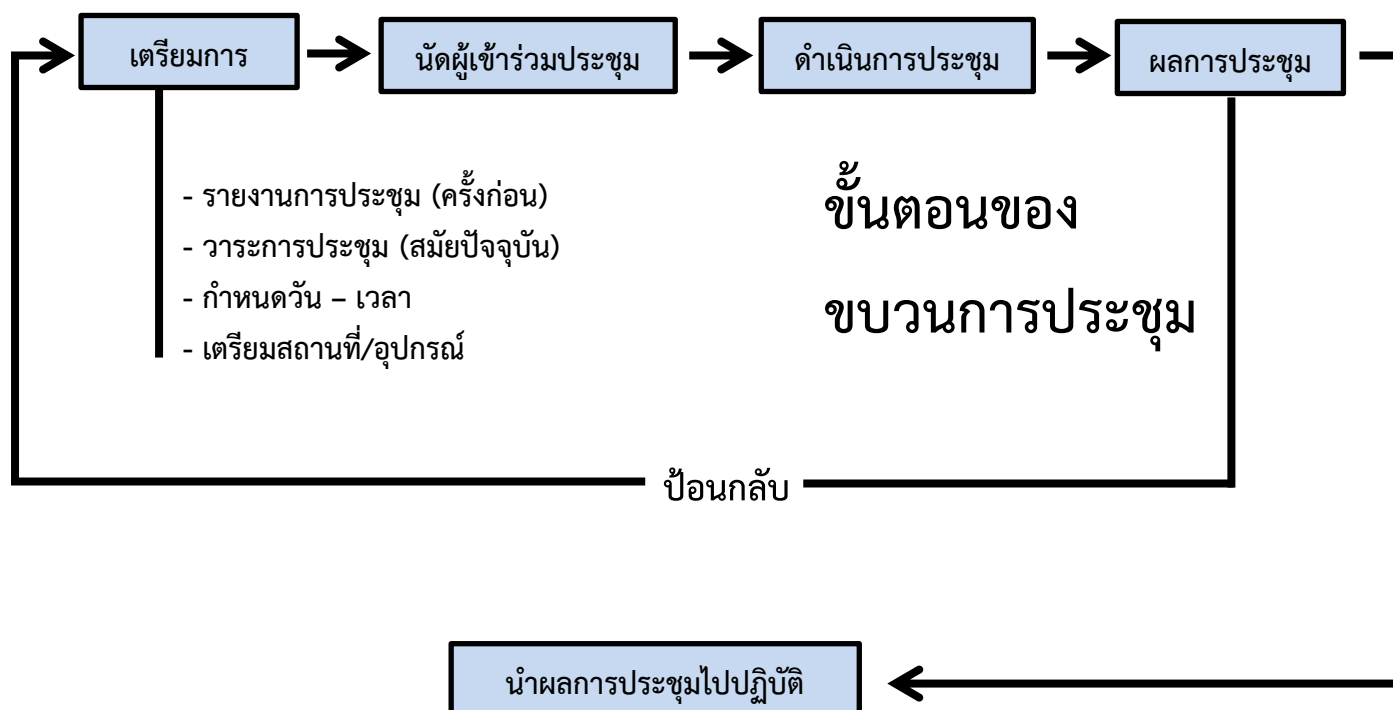 เตรียมการ
นัดผู้เข้าร่วมประชุม
ดำเนินการประชุม
ผลการประชุม
- รายงานการประชุม (ครั้งก่อน)
- วาระการประชุม (สมัยปัจจุบัน)
- กำหนดวัน – เวลา
- เตรียมสถานที่/อุปกรณ์
ขั้นตอนของ
ขบวนการประชุม
ป้อนกลับ
นำผลการประชุมไปปฏิบัติ